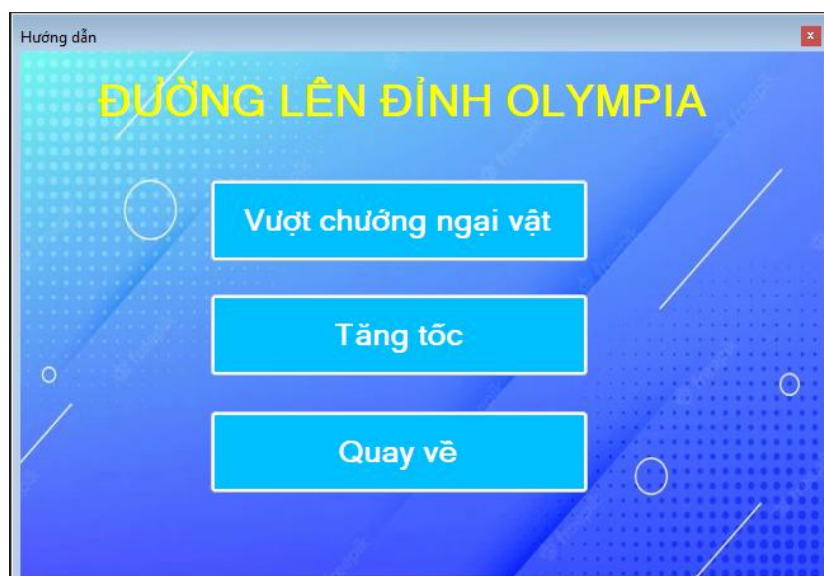 Hướng dẫn
x
ĐƯỜNG LÊN ĐỈNH OLYMPIA
Vượt chướng ngại vật
Tăng tốc
Quay về